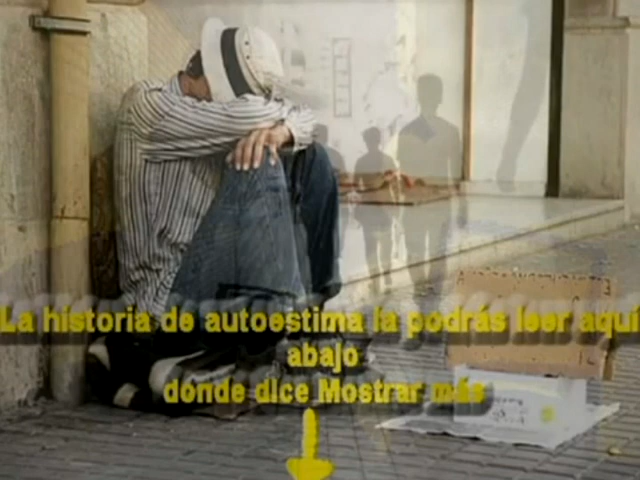 La historia de autoestima la podrás leer aquí
abajo
donde dice Mostrar más